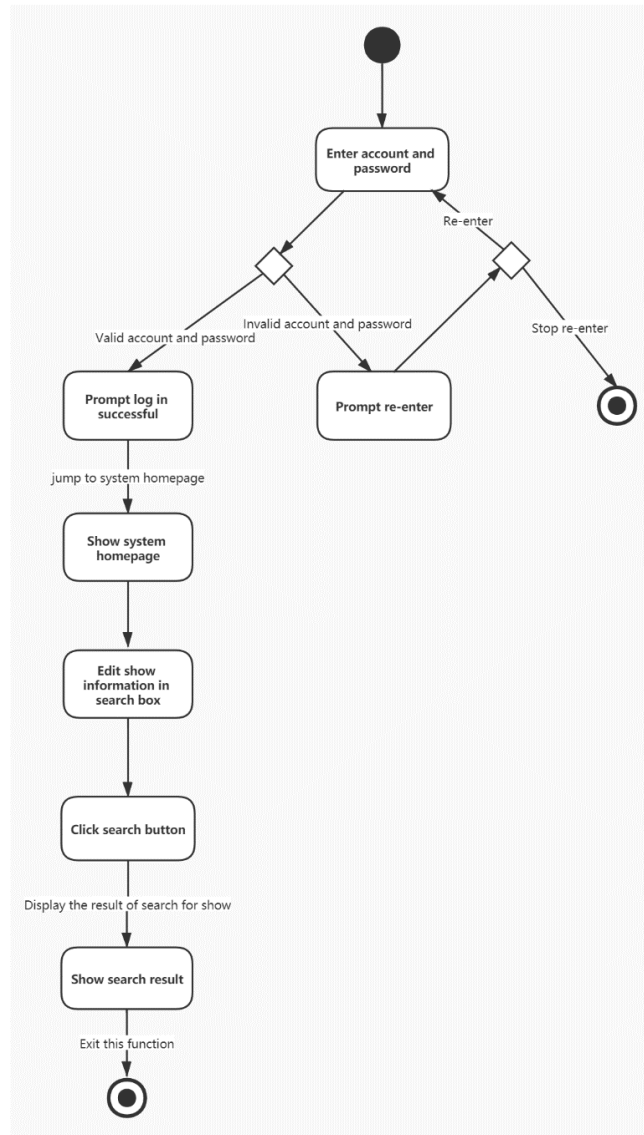 Enter account and
password
Re-enter
Stop re-enter
Invalid account and password
Valid account and password
Prompt log in
successful
Prompt re-enter
jump to system homepage
Show system
homepage
Edit show
information in
search box
Click search button
Display the result of search for show
Show search result
Exit this function